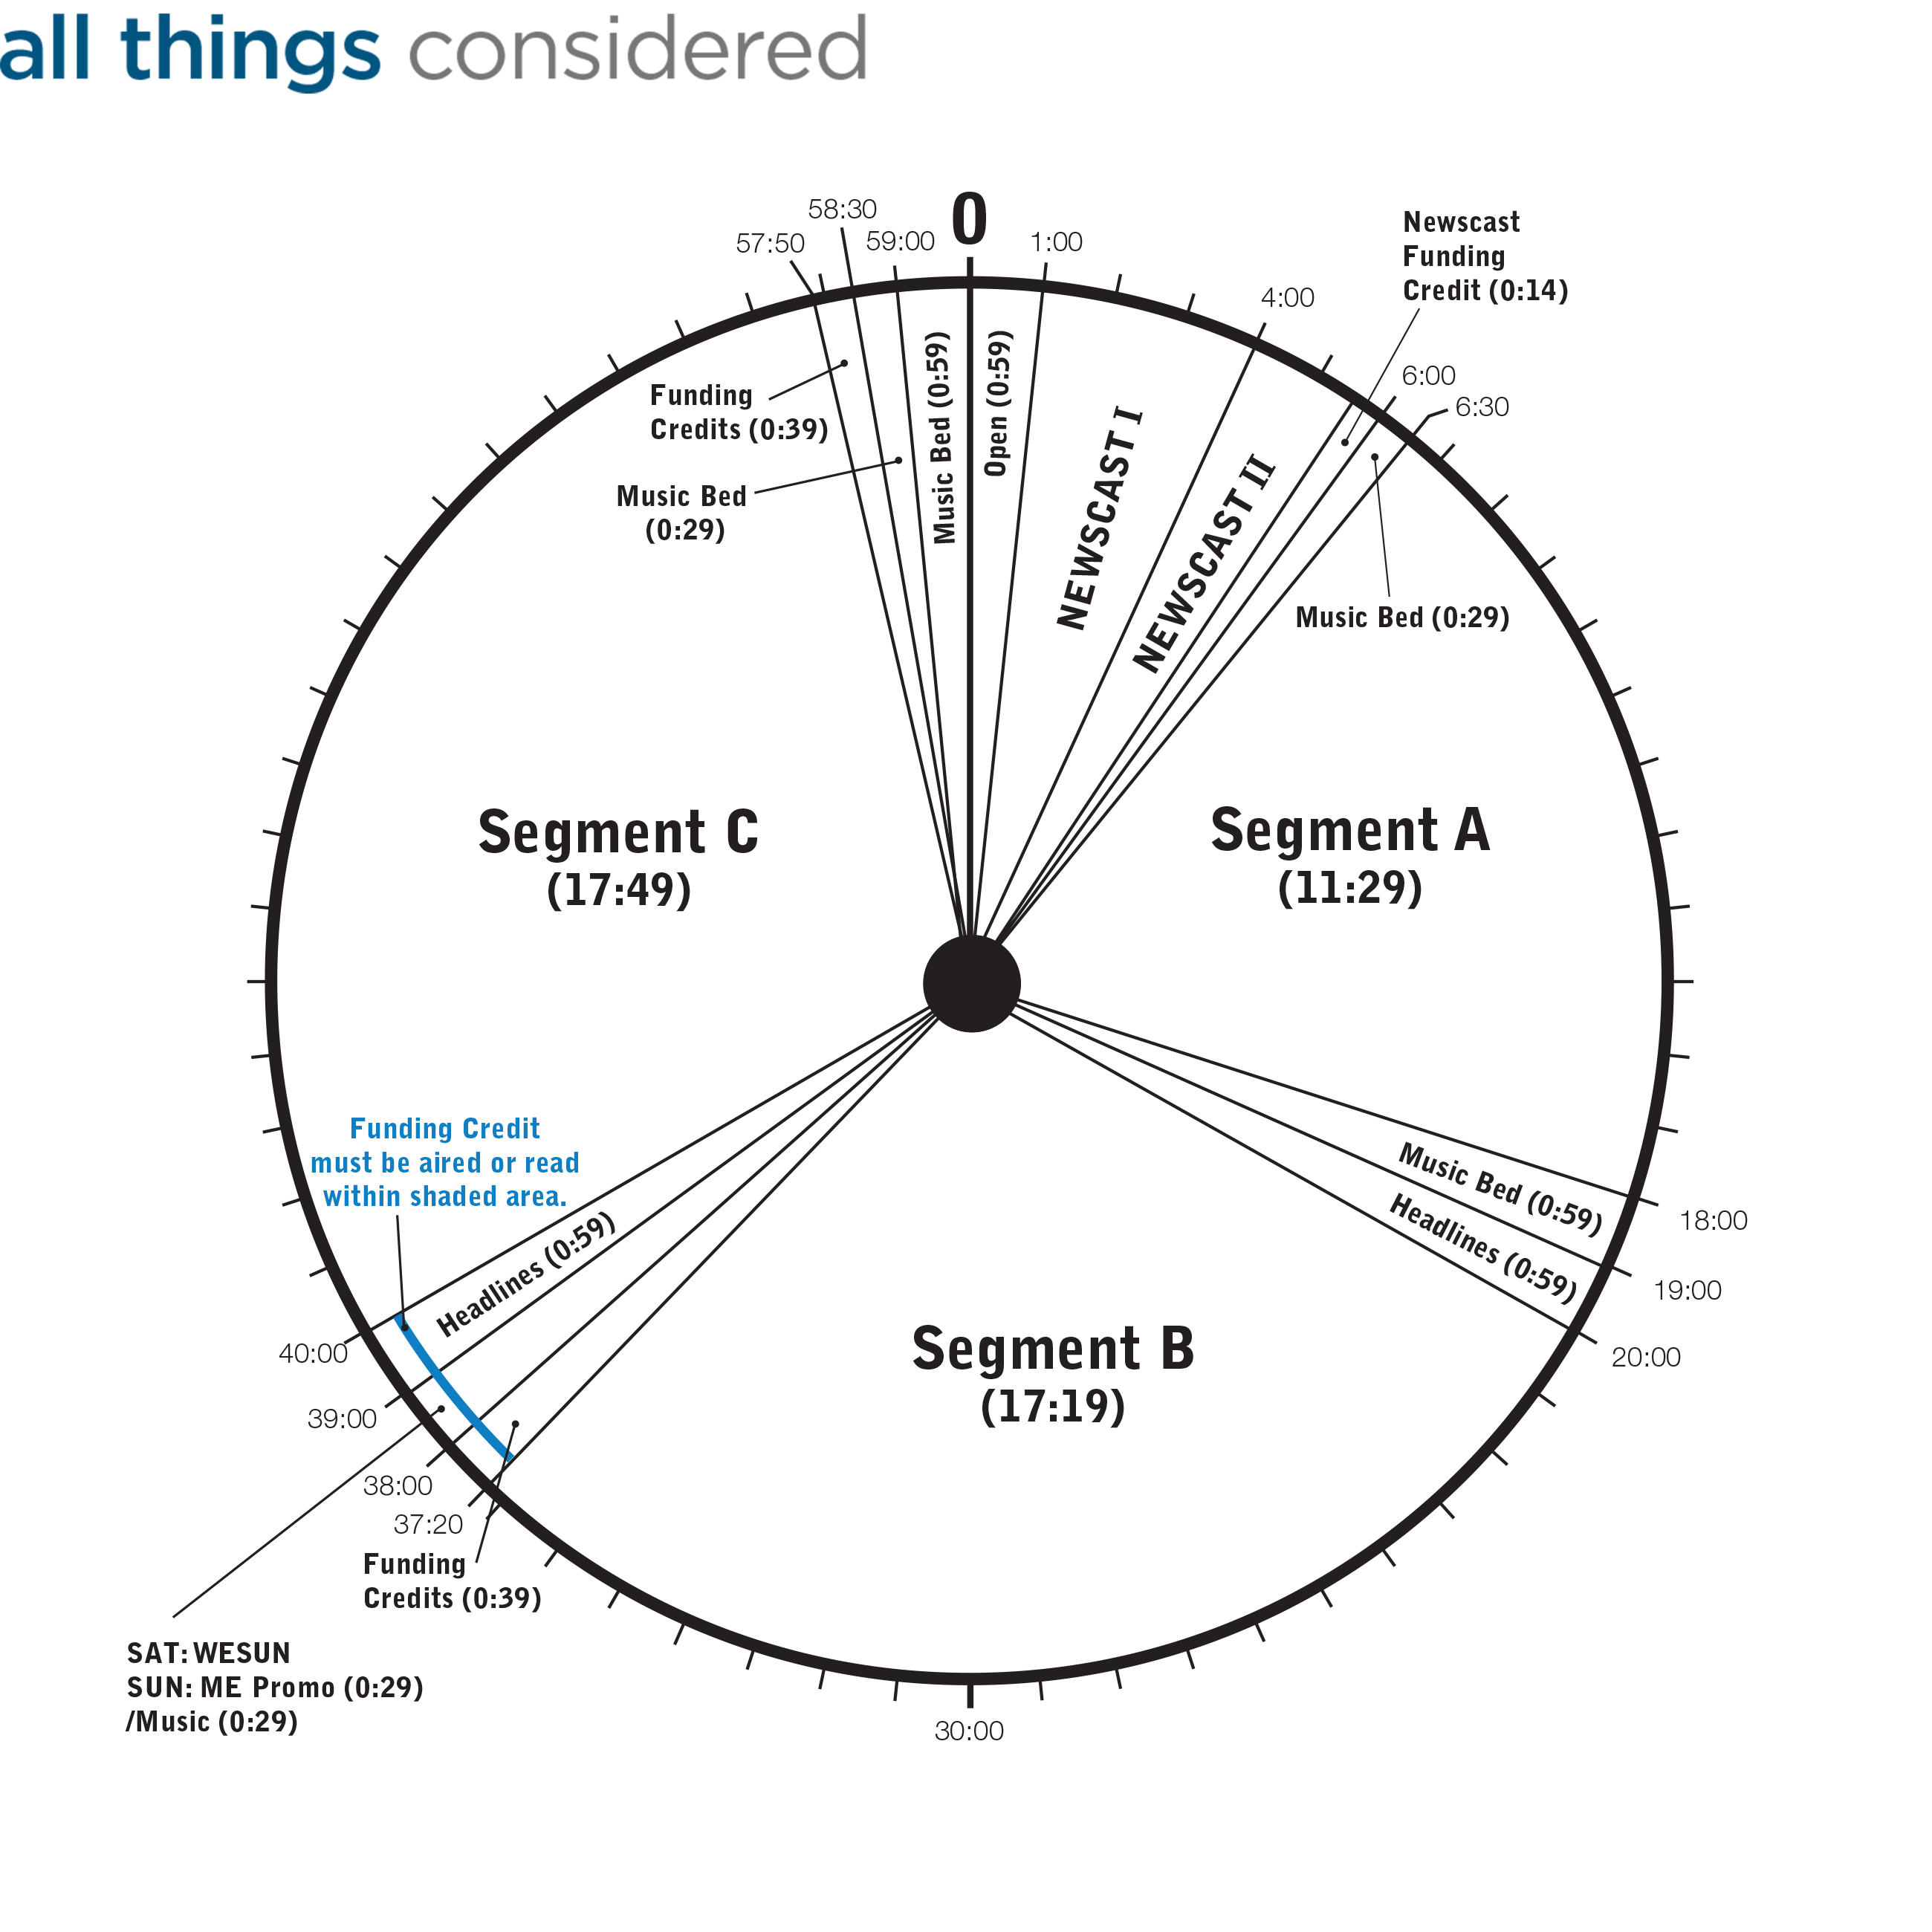 all things considered
0
58:30
57:50
59:00
1:00
4:00
Newscast
Funding
Credit (0:14)
6:00
6:30
Funding
Credits (0:39)
Music Bed
(0:29)
Music Bed (0:59)
Open (0:59)
NEWSCAST I
NEWSCAST II
Music Bed (0:29)
Segment A
(11:29)
Segment C
(17:49)
Music Bed (0:59)
18:00
Headlines (0:59)
19:00
20:00
Segment B
(17:19)
30:00
Funding Credit
must be aired or read
within shaded area.
Headlines (0:59)
40:00
39:00
38:00
37:20
Funding
Credits (0:39)
SAT: WESUN
SUN: ME Promo (0:29)
/Music (0:29)